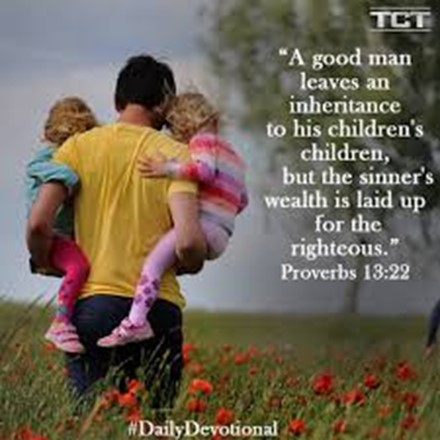 TCT
“A good man
leaves an
inheritance
to his children's
children,
but the sinner's
wealth is laid up
for the
righteous.”
Proverbs 13:22
#DailyDevotional